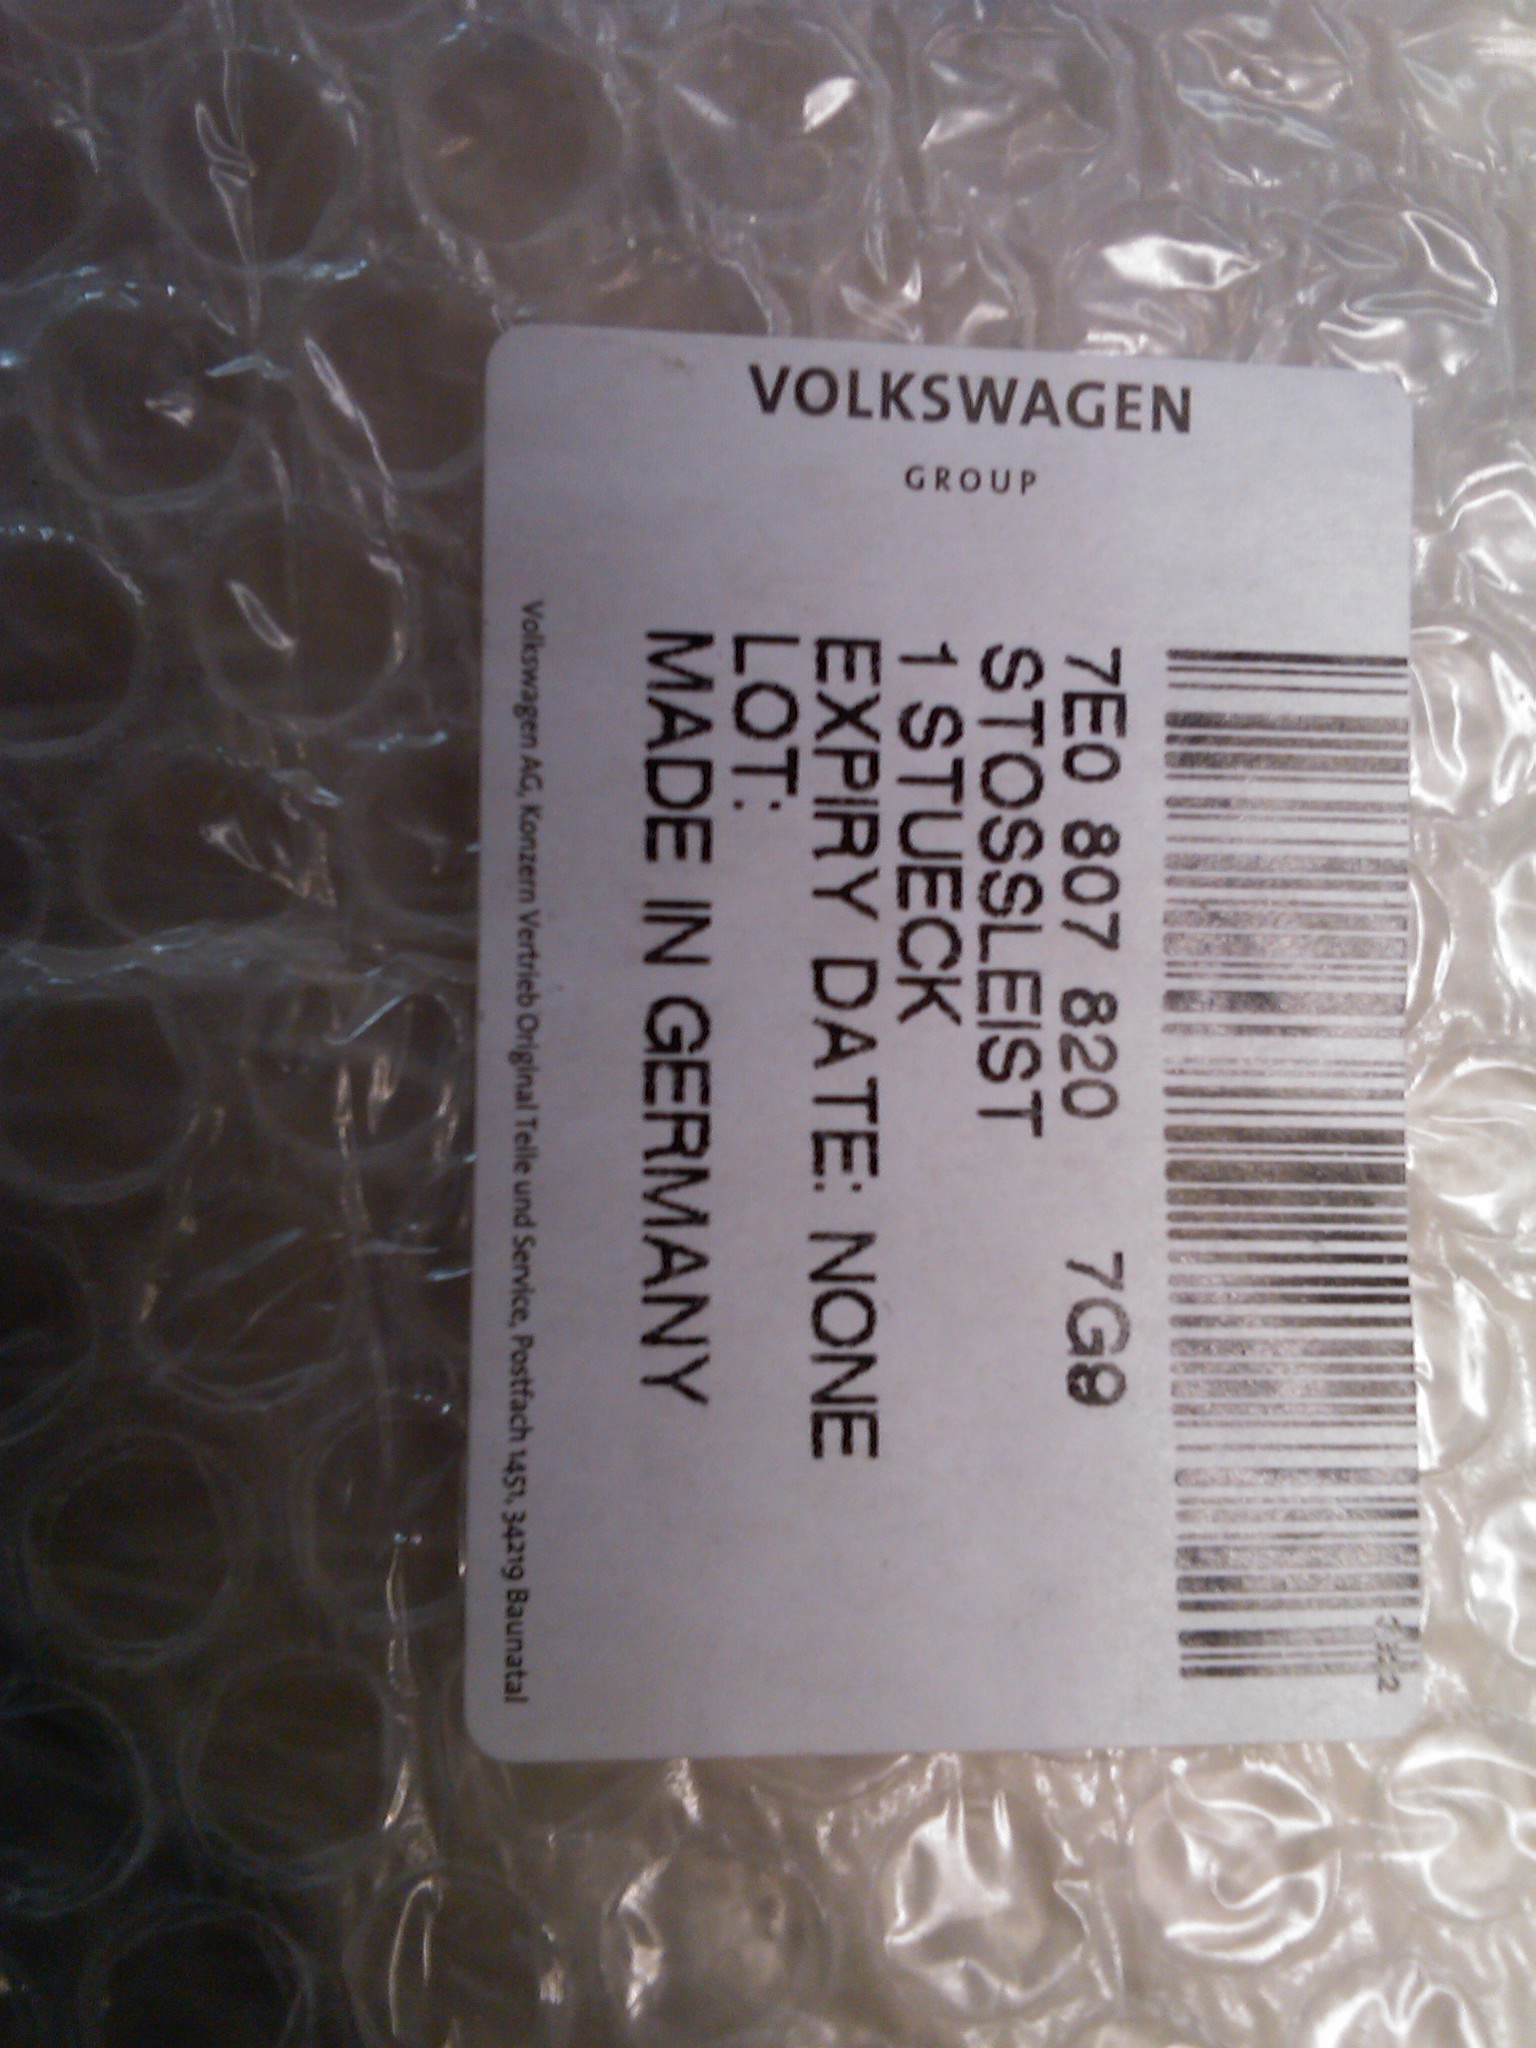 VOLKSWAGEN
GROUP
7E0 807 820 7G9
STOSSLEIST
1 STUECK
EXPIRY DATE: NONE
LOT:
MADE IN GERMANY
Volkswagen AG, Konzern Vertrieb Original Teile und Service, Postfach 1451, 34219 Baunatal